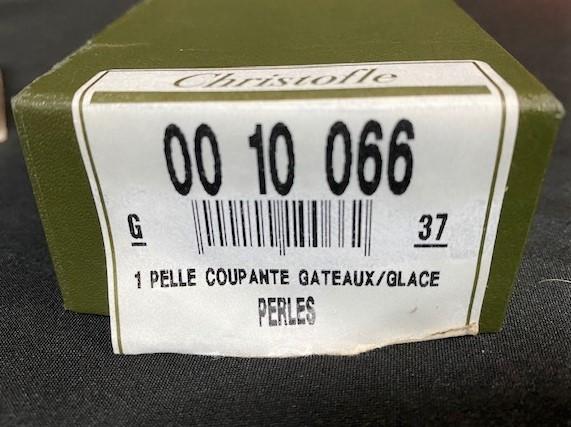 Christofle
00 10 066
G 37
1 PELLE COUPANTE GATEAUX/GLACE
PERLES